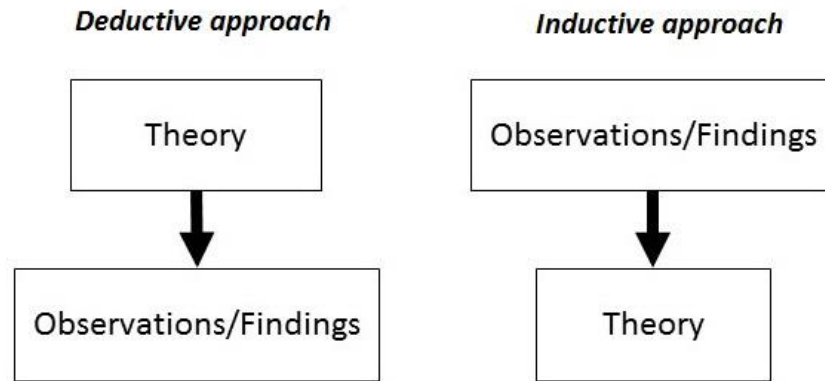 Deductive approach
Theory
Observations/Findings
Inductive approach
Observations/Findings
Theory